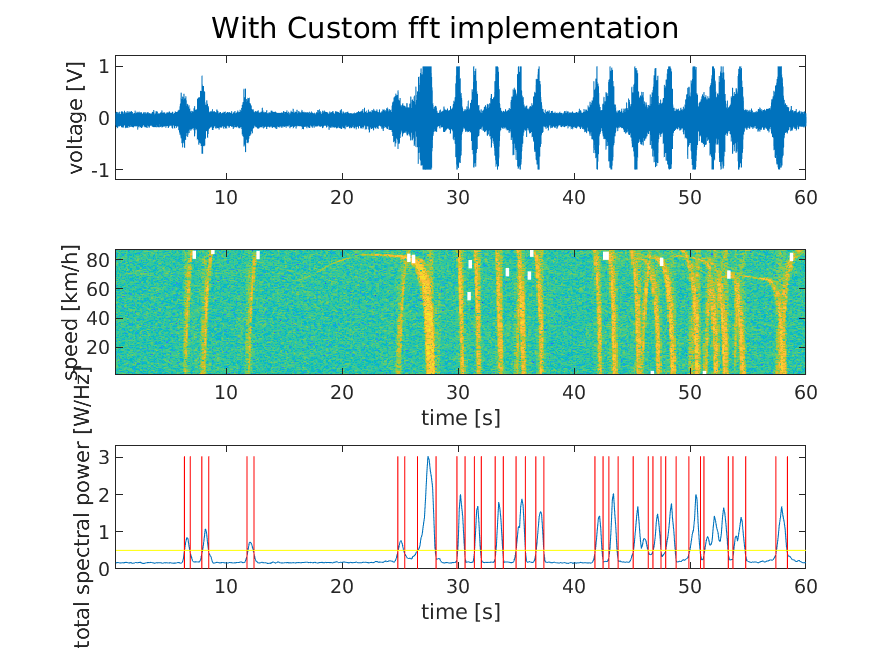 With Custom fft implementation
voltage [V]
1
0
-1
10 20 30 40 50 60
speed [km/h]
80
60
40
20
10 20 30 40 50 60
time [s]
total spectral power [W/Hz]
3
2
1
0
10 20 30 40 50 60
time [s]